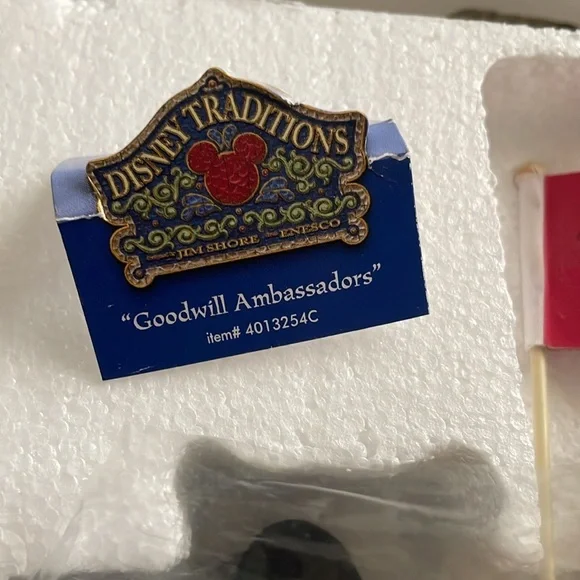 DISNEY TRADITIONS
JIM SHORE ENESCO
“Goodwill Ambassadors”
item# 4013254C